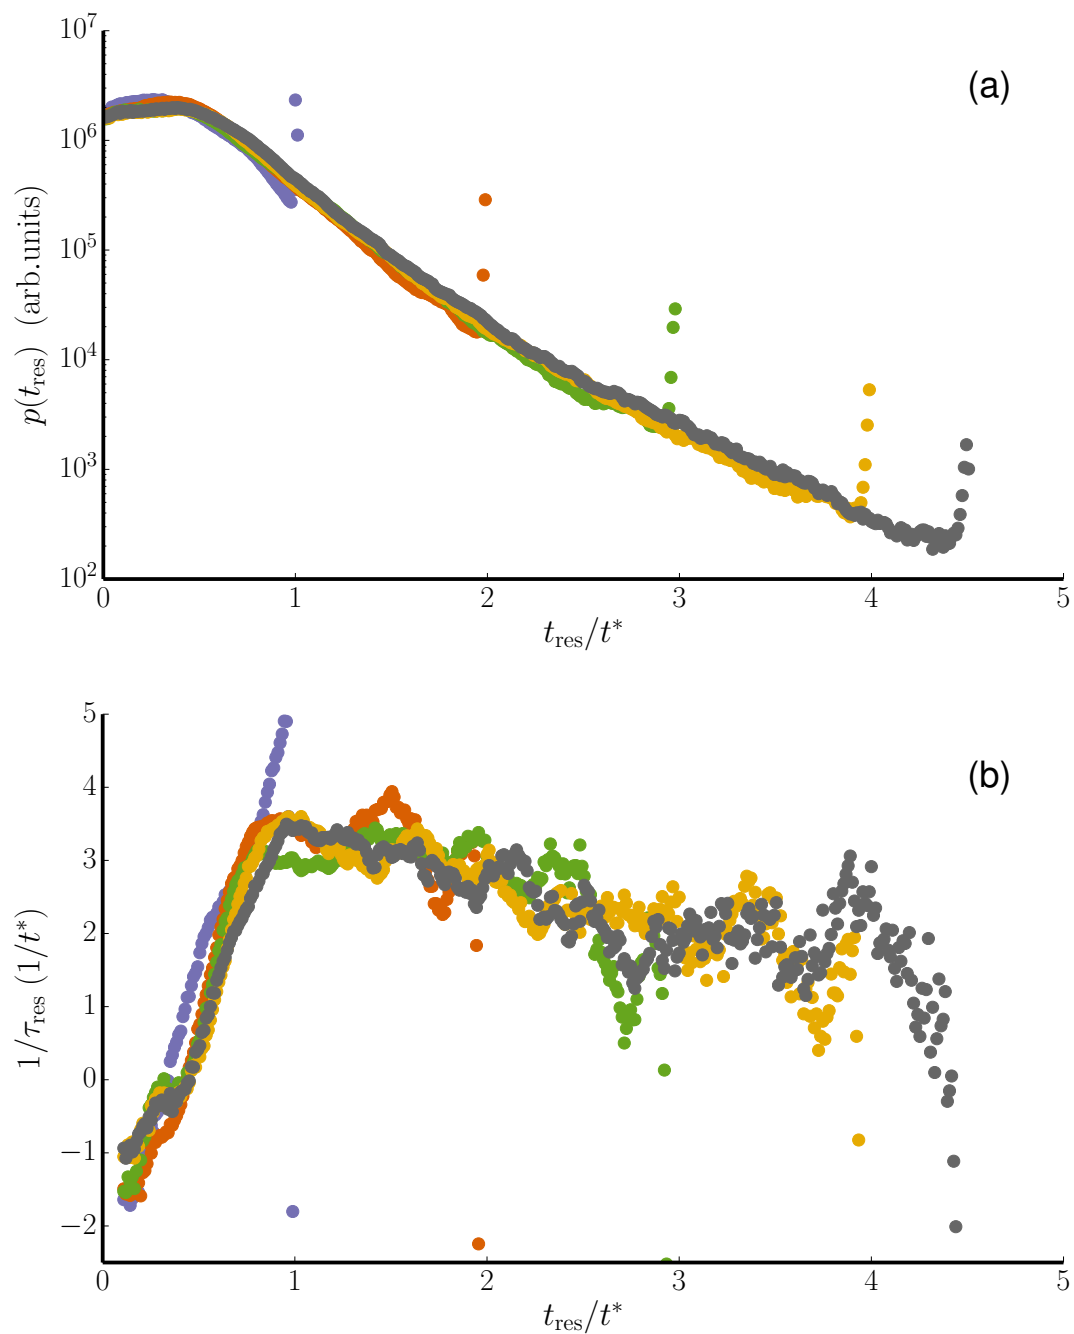 (a)
10^7
10^6
10^5
10^4
10^3
10^2
p(t_res) (arb.units)
0 1 2 3 4 5
t_res/t*
(b)
5
4
3
2
1
0
−1
−2
1/τ_res (1/t*)
0 1 2 3 4 5
t_res/t*